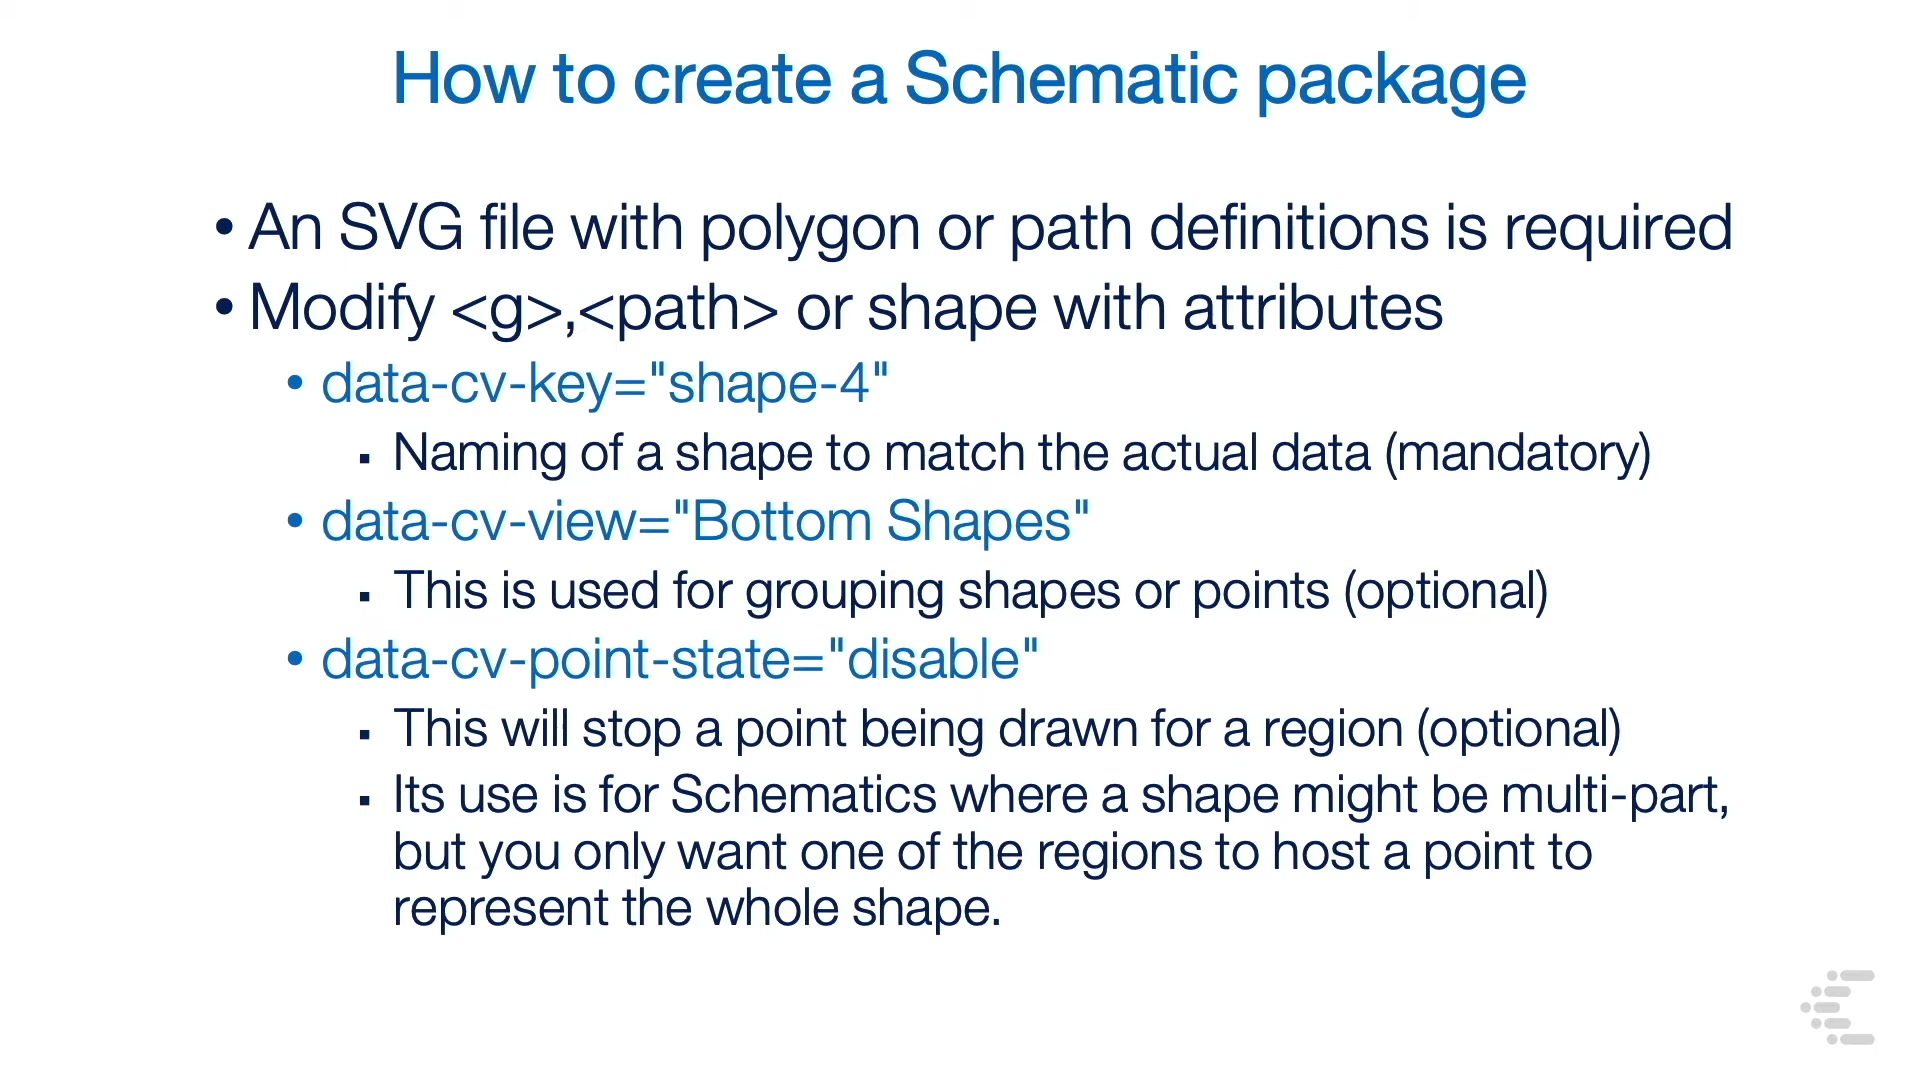 How to create a Schematic package
• An SVG file with polygon or path definitions is required
• Modify <g>,<path> or shape with attributes
• data-cv-key="shape-4"
▪ Naming of a shape to match the actual data (mandatory)
• data-cv-view="Bottom Shapes"
▪ This is used for grouping shapes or points (optional)
• data-cv-point-state="disable"
▪ This will stop a point being drawn for a region (optional)
▪ Its use is for Schematics where a shape might be multi-part,
but you only want one of the regions to host a point to
represent the whole shape.